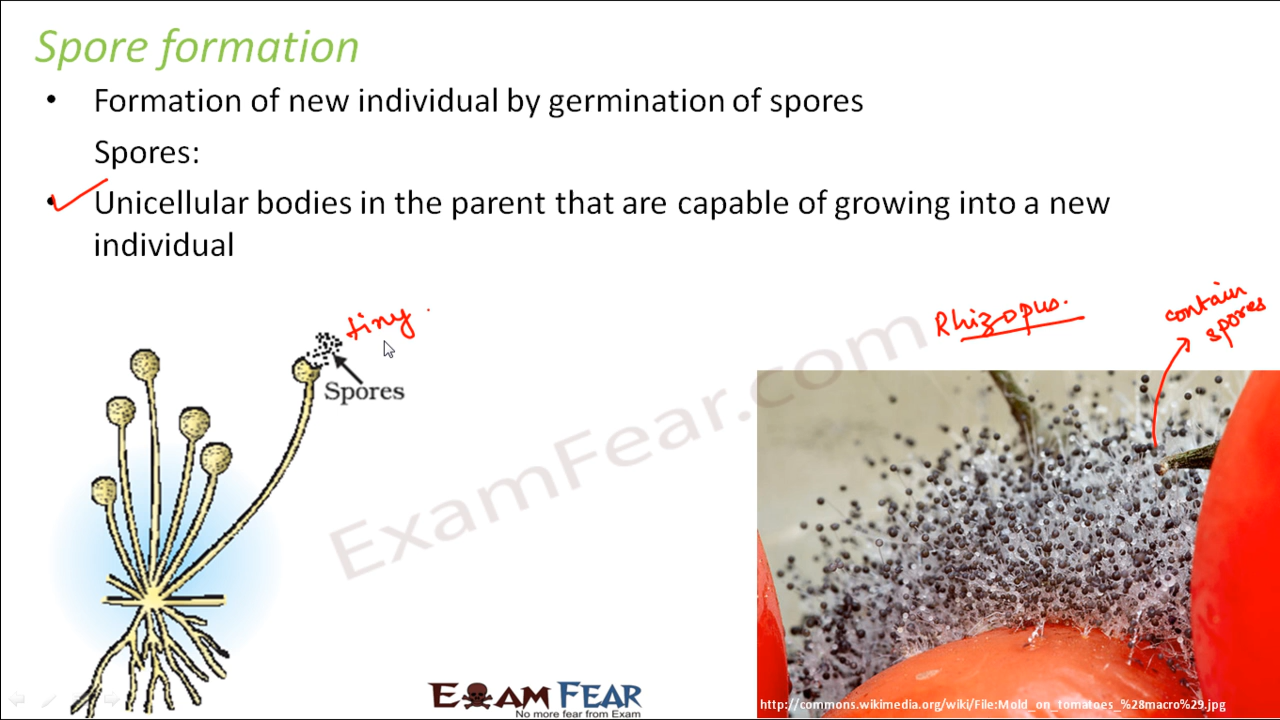 Spore formation
• Formation of new individual by germination of spores
Spores:
• Unicellular bodies in the parent that are capable of growing into a new
individual
tiny.
Spores
Rhizopus.
contain
spores
ExamFear.com
EXAM FEAR
No more fear from Exam
http://commons.wikimedia.org/wiki/File:Mold_on_tomatoes_%28macro%29.jpg